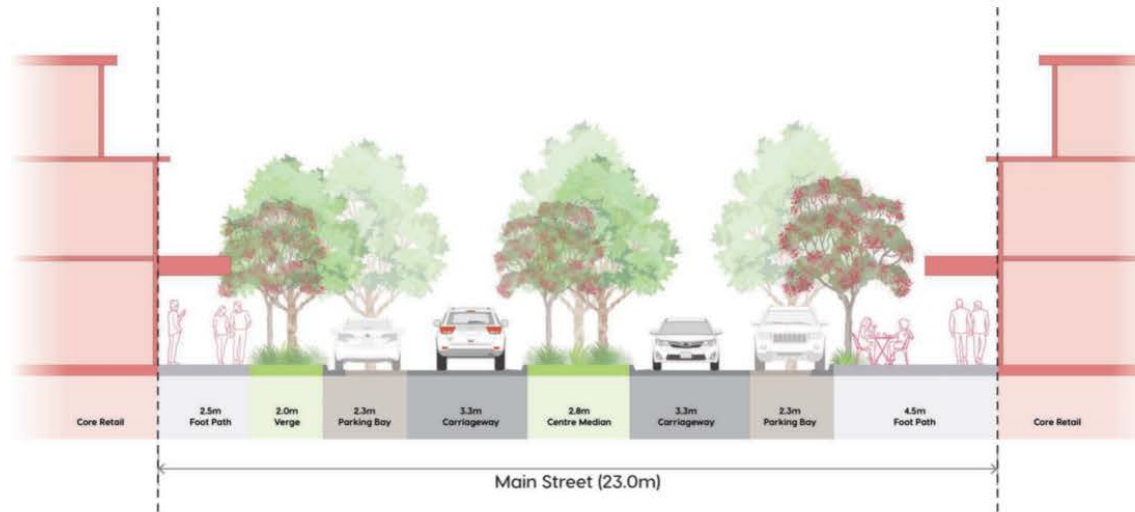 Core Retail
2.5m
Foot Path
2.0m
Verge
2.3m
Parking Bay
3.3m
Carriageway
2.8m
Centre Median
3.3m
Carriageway
2.3m
Parking Bay
4.5m
Foot Path
Core Retail
Main Street (23.0m)